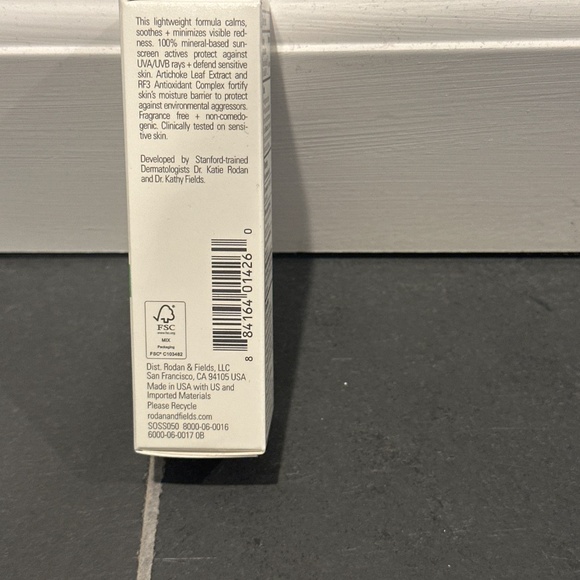 This lightweight formula calms,
soothes + minimizes visible red-
ness. 100% mineral-based sun-
screen actives protect against
UVA/UVB rays + defend sensitive
skin. Artichoke Leaf Extract and
RF3 Antioxidant Complex fortify
skin's moisture barrier to protect
against environmental aggressors.
Fragrance free + non-comedo-
genic. Clinically tested on sensi-
tive skin.
Developed by Stanford-trained
Dermatologists Dr. Katie Rodan
and Dr. Kathy Fields.
8 84164 01426 0
FSC
www.fsc.org
MIX
Packaging
FSC® C103482
Dist. Rodan & Fields, LLC
San Francisco, CA 94105 USA
Made in USA with US and
Imported Materials
Please Recycle
rodanandfields.com
SOSS050 8000-06-0016
6000-06-0017 0B